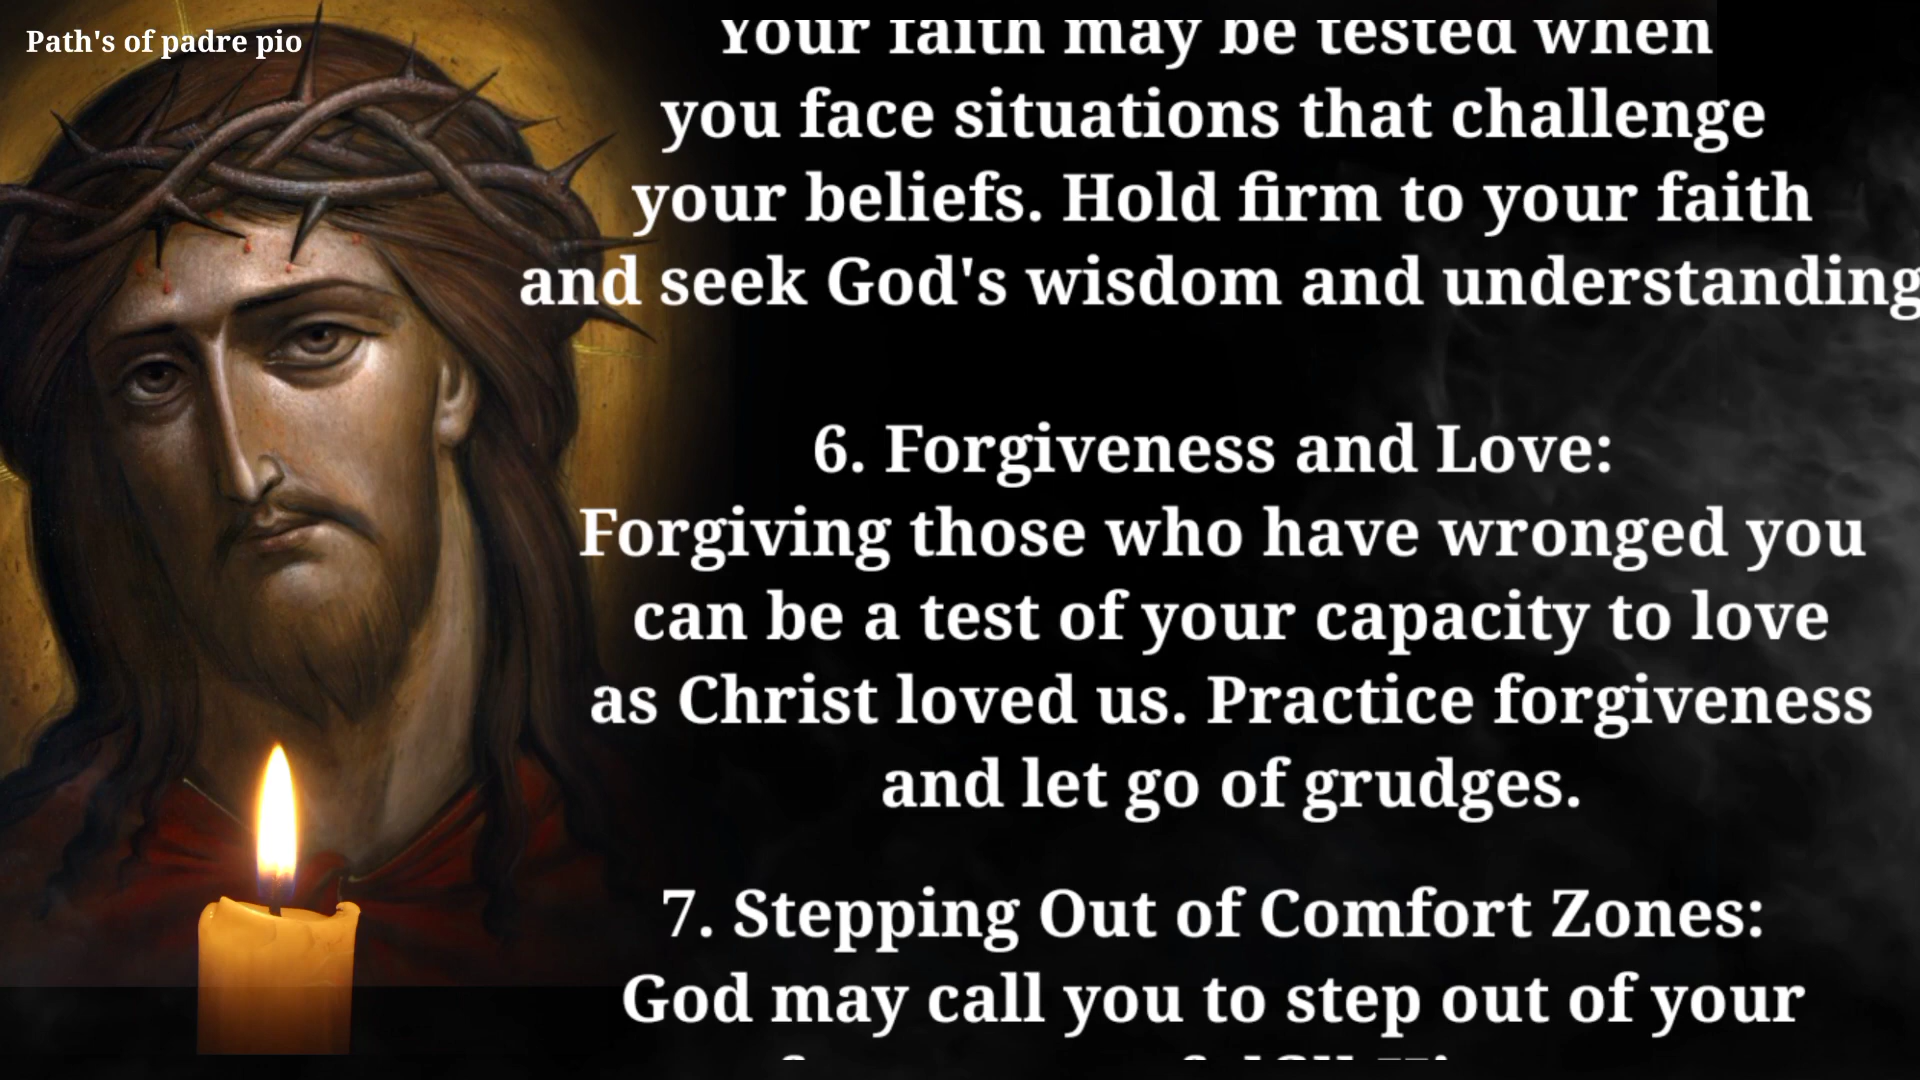 Path's of padre pio
Your faith may be tested when
you face situations that challenge
your beliefs. Hold firm to your faith
and seek God's wisdom and understanding
6. Forgiveness and Love:
Forgiving those who have wronged you
can be a test of your capacity to love
as Christ loved us. Practice forgiveness
and let go of grudges.
7. Stepping Out of Comfort Zones:
God may call you to step out of your